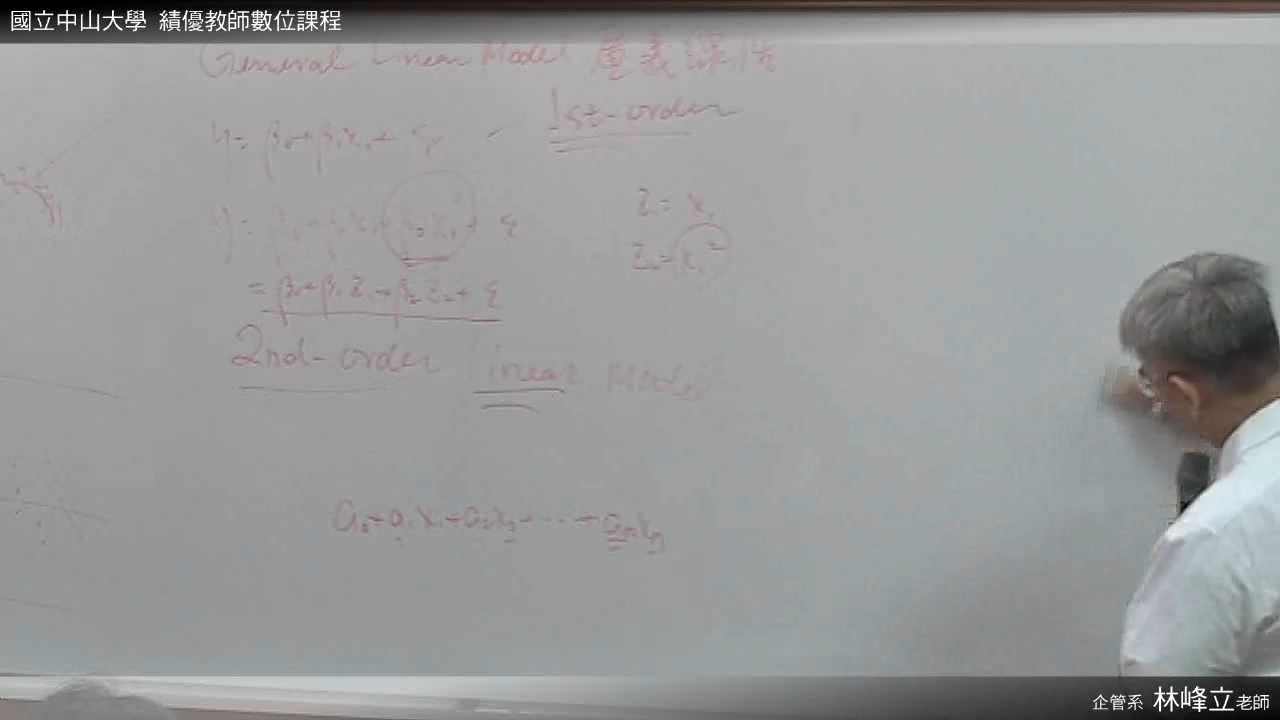 國立中山大學 績優教師數位課程
General Linear Model 廣義線性
y = β₀+β₁x₁+ ε
1st-order
y = β₀+β₁x₁+β₂x₁²+ ε
z₁ = x₁
z₂ = x₁²
= β₀+β₁z₁+β₂z₂+ ε
2nd-order Linear Model
a₀+a₁x₁+a₂x₂+⋯+aₙxₙ
企管系 林峰立老師